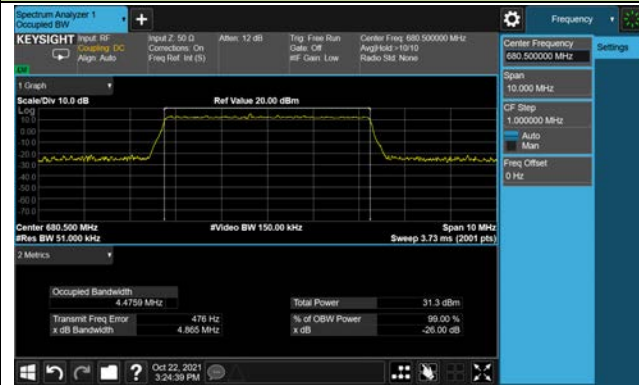 Spectrum Analyzer 1
Occupied BW
+
Frequency
KEYSIGHT
Input: RF
Coupling: DC
Align: Auto
Input Z: 50 Ω
Corrections: On
Freq Ref: Int (S)
Atten: 12 dB
Trig: Free Run
Gate: Off
#IF Gain: Low
Center Freq: 680.500000 MHz
Avg|Hold:>10/10
Radio Std: None
Center Frequency
680.500000 MHz
Settings
Span
10.000 MHz
CF Step
1.000000 MHz
Auto
Man
Freq Offset
0 Hz
1 Graph
Scale/Div 10.0 dB
Ref Value 20.00 dBm
Log
10.0
0.00
-10.0
-20.0
-30.0
-40.0
-50.0
-60.0
-70.0
Center 680.500 MHz
#Video BW 150.00 kHz
Span 10 MHz
#Res BW 51.000 kHz
Sweep 3.73 ms (2001 pts)
2 Metrics
Occupied Bandwidth
4.4759 MHz
Total Power
31.3 dBm
Transmit Freq Error
476 Hz
% of OBW Power
99.00 %
x dB Bandwidth
4.865 MHz
x dB
-26.00 dB
?
Oct 22, 2021
3:24:39 PM